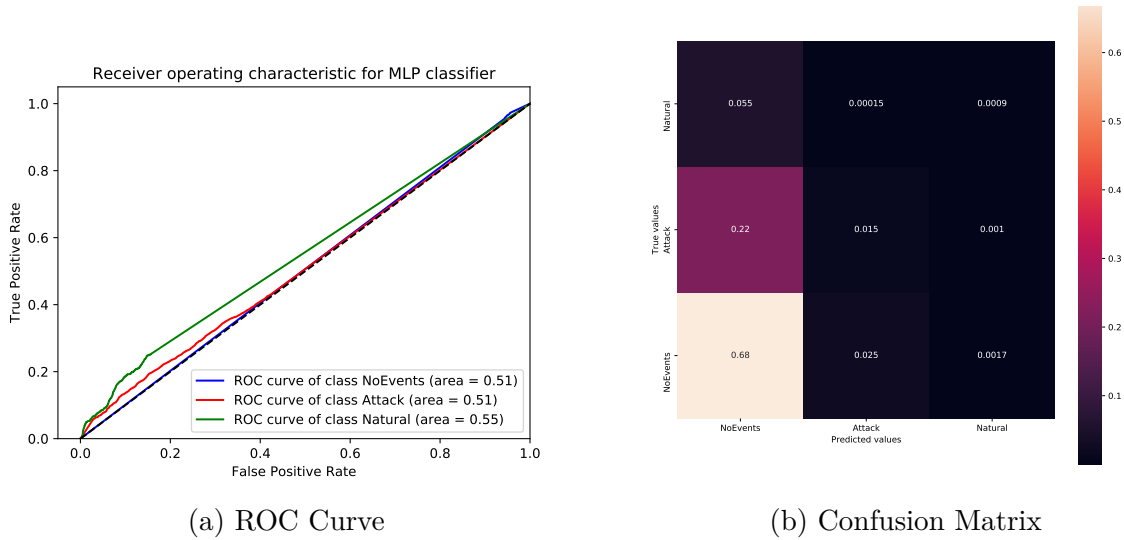 Receiver operating characteristic for MLP classifier
True Positive Rate
1.0
0.8
0.6
0.4
0.2
0.0
ROC curve of class NoEvents (area = 0.51)
ROC curve of class Attack (area = 0.51)
ROC curve of class Natural (area = 0.55)
0.0 0.2 0.4 0.6 0.8 1.0
False Positive Rate
(a) ROC Curve
True values
Natural
0.055 0.00015 0.0009
Attack
0.22 0.015 0.001
NoEvents
0.68 0.025 0.0017
NoEvents Attack Natural
Predicted values
0.6
0.5
0.4
0.3
0.2
0.1
(b) Confusion Matrix